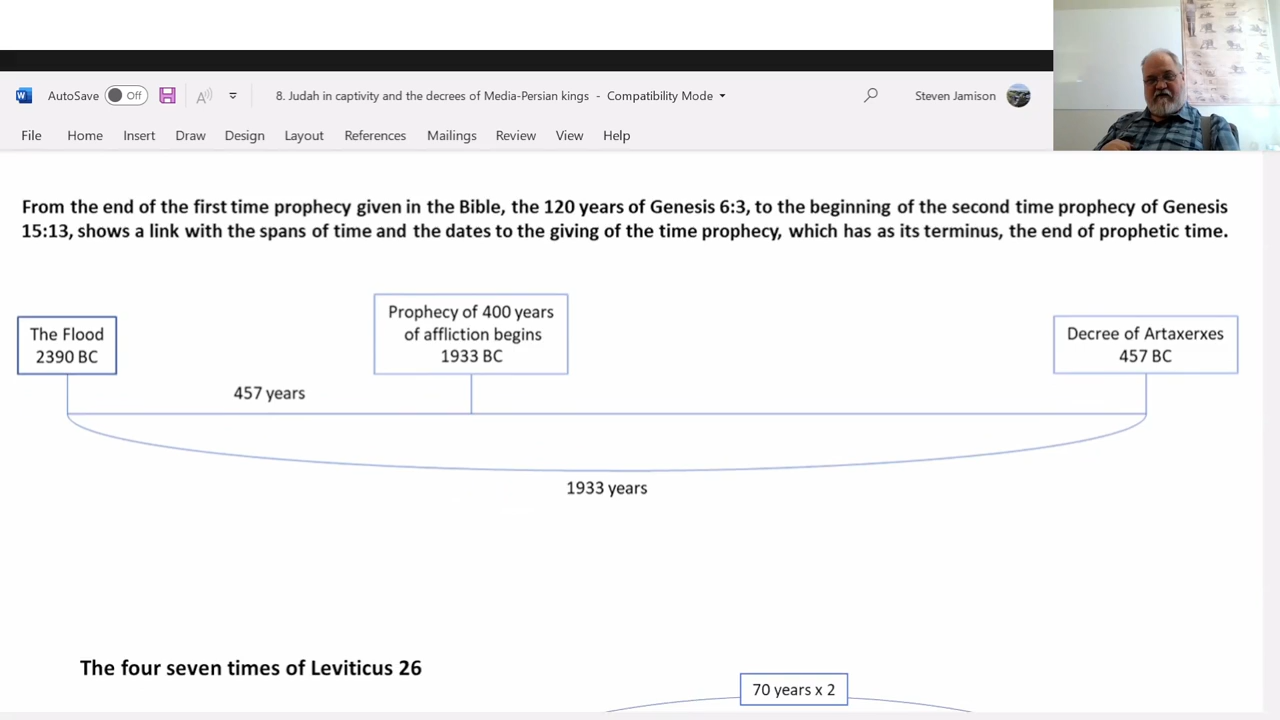 AutoSave Off 8. Judah in captivity and the decrees of Media-Persian kings - Compatibility Mode Steven Jamison
File Home Insert Draw Design Layout References Mailings Review View Help
From the end of the first time prophecy given in the Bible, the 120 years of Genesis 6:3, to the beginning of the second time prophecy of Genesis
15:13, shows a link with the spans of time and the dates to the giving of the time prophecy, which has as its terminus, the end of prophetic time.
The Flood
2390 BC
Prophecy of 400 years
of affliction begins
1933 BC
Decree of Artaxerxes
457 BC
457 years
1933 years
The four seven times of Leviticus 26
70 years x 2